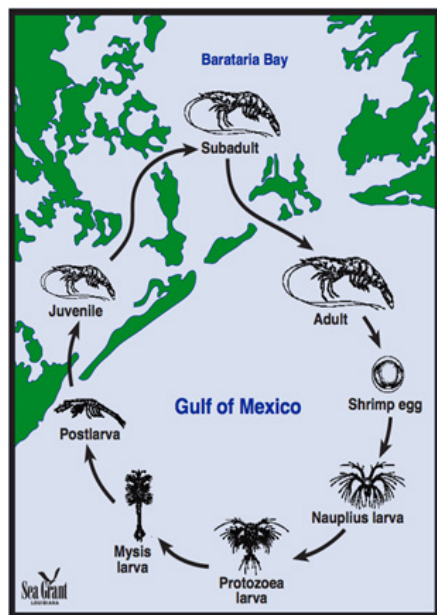 Barataria Bay
Subadult
Juvenile
Adult
Shrimp egg
Gulf of Mexico
Postlarva
Nauplius larva
Mysis
larva
Protozoea
larva
Sea Grant
LOUISIANA